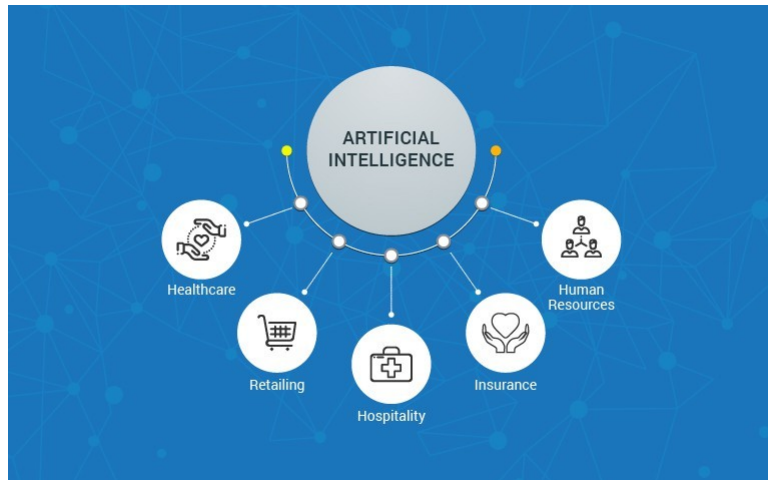 ARTIFICIAL
INTELLIGENCE
Healthcare
Retailing
Hospitality
Insurance
Human
Resources